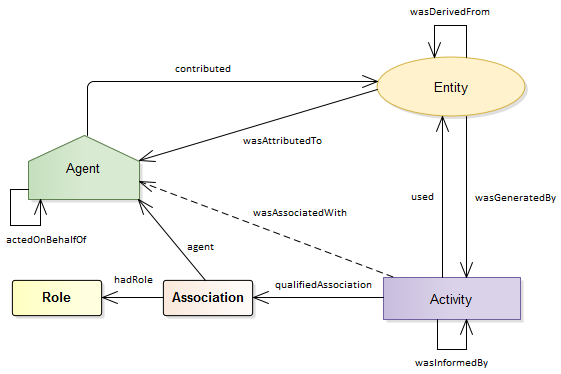 wasDerivedFrom
contributed
Entity
wasAttributedTo
Agent
used
wasGeneratedBy
wasAssociatedWith
actedOnBehalfOf
agent
hadRole
qualifiedAssociation
Role
Association
Activity
wasInformedBy